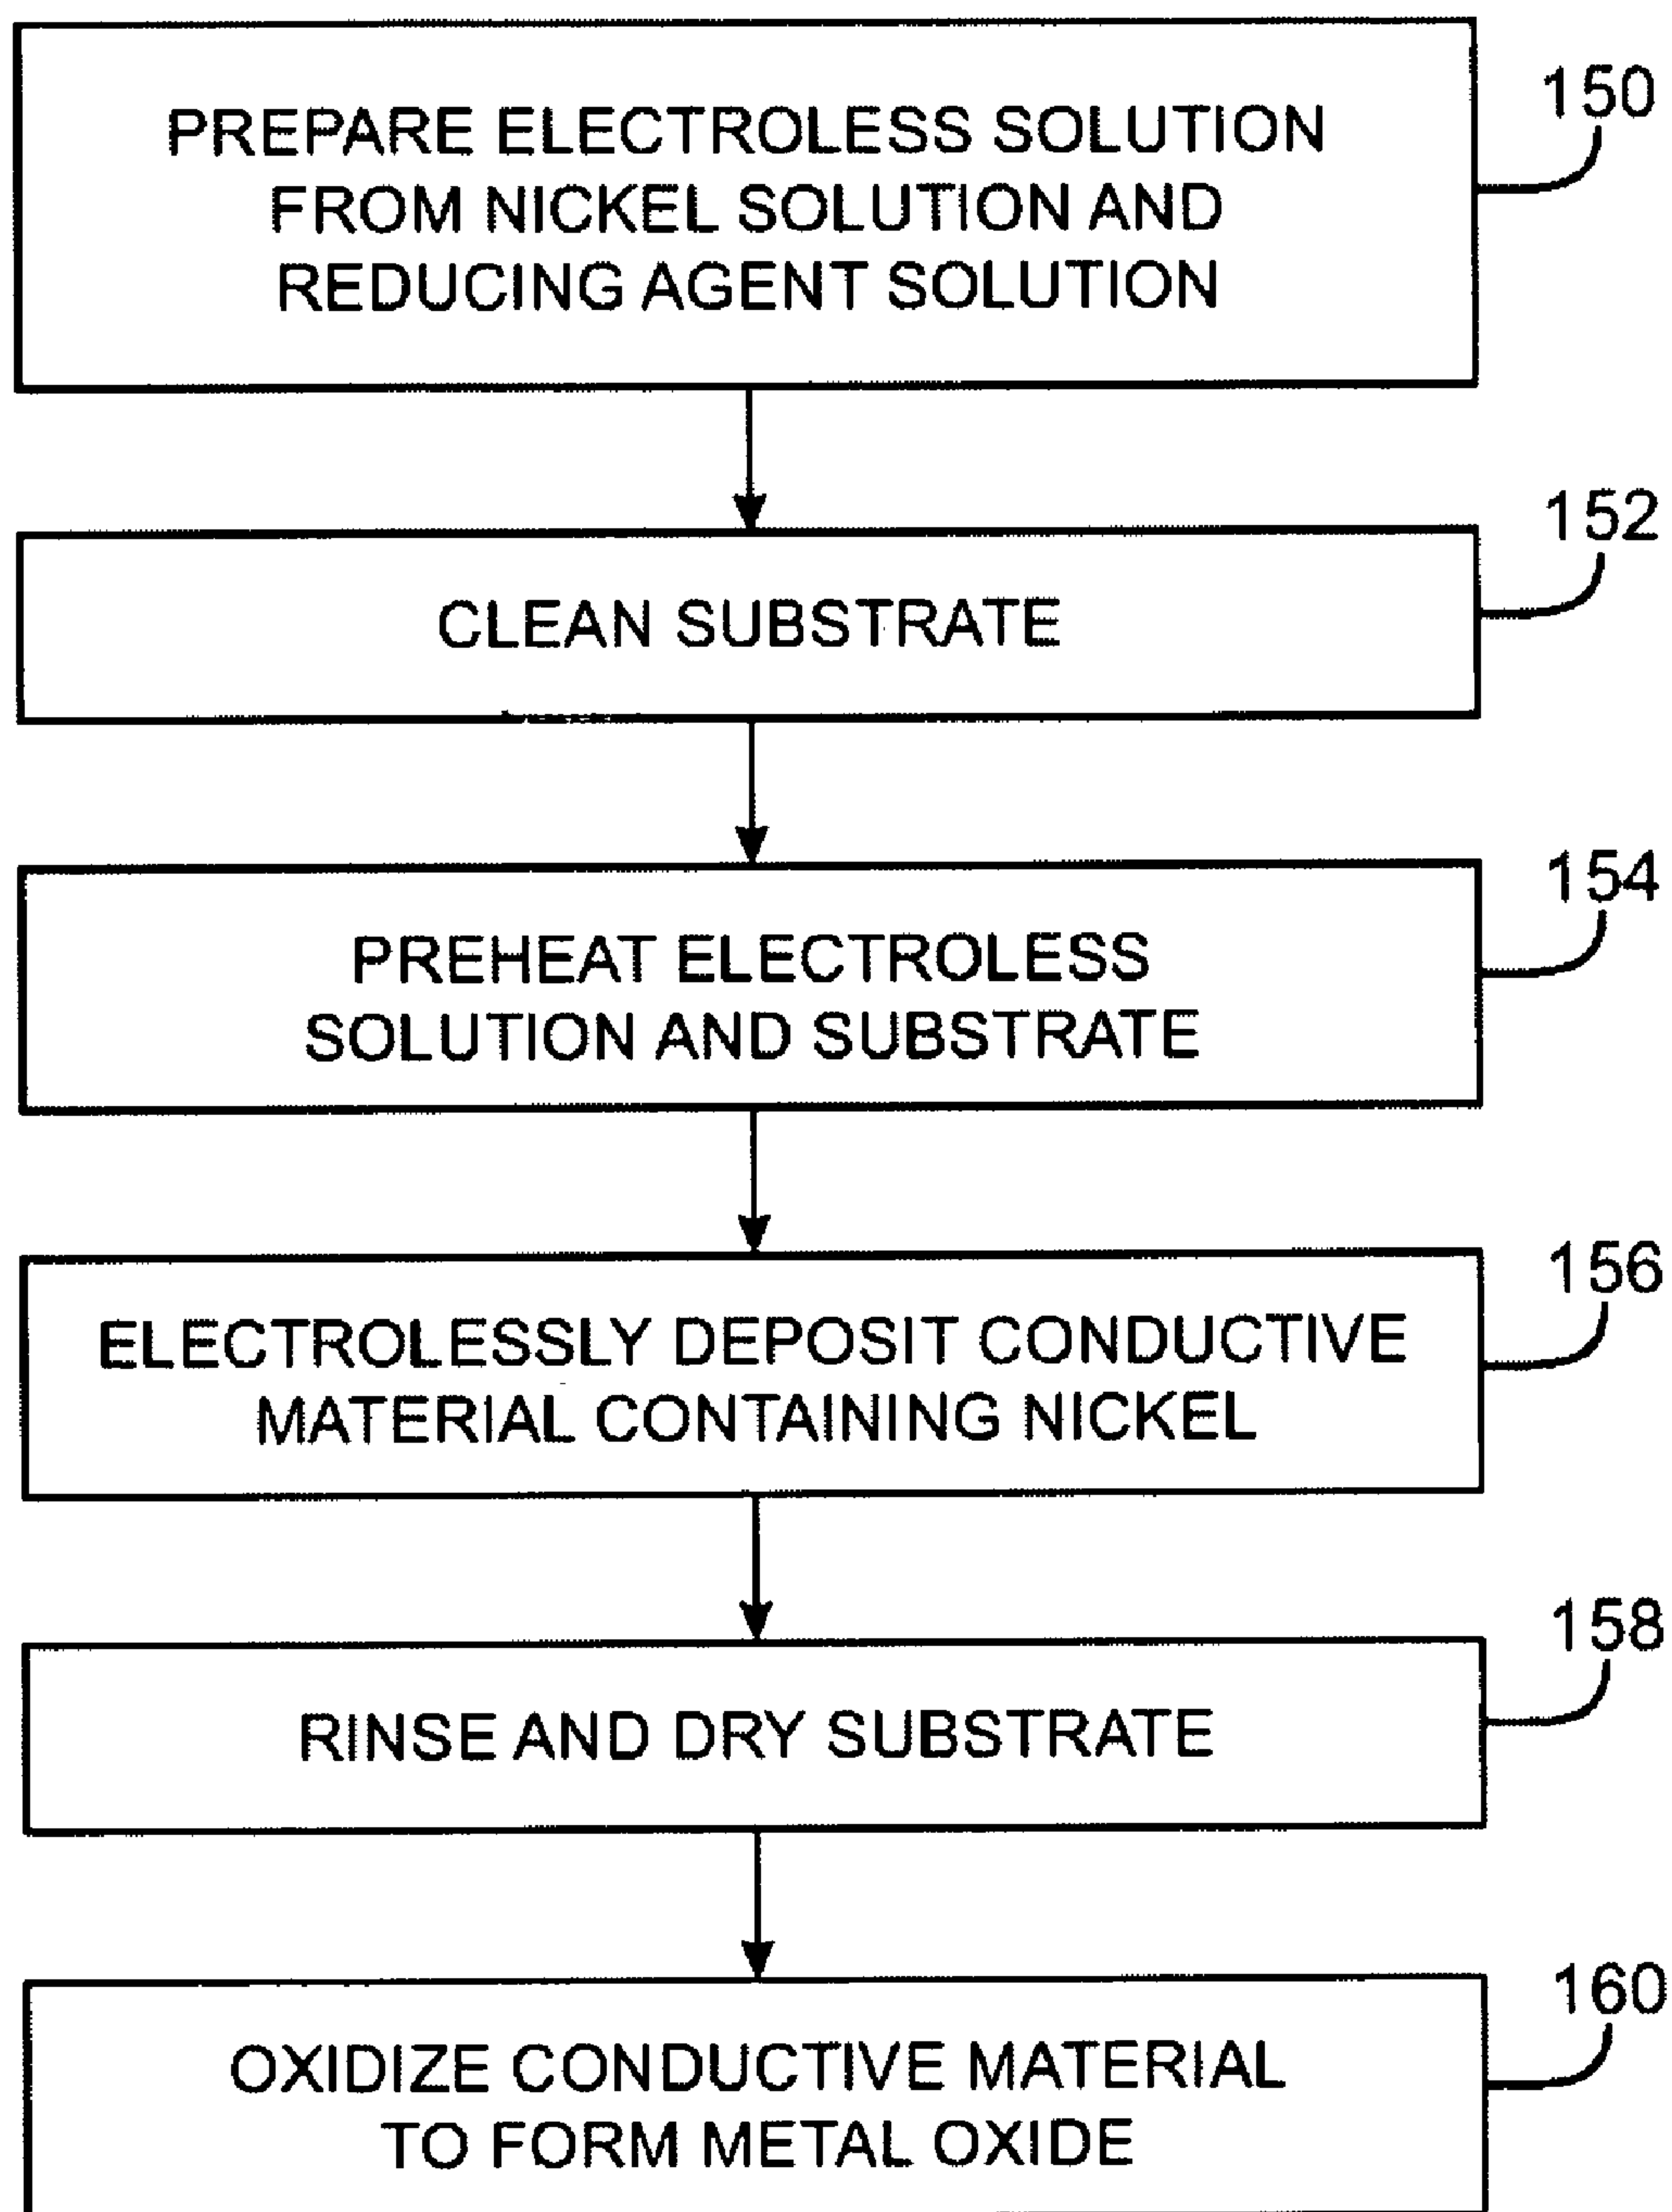 PREPARE ELECTROLESS SOLUTION
FROM NICKEL SOLUTION AND
REDUCING AGENT SOLUTION
150
CLEAN SUBSTRATE
152
PREHEAT ELECTROLESS
SOLUTION AND SUBSTRATE
154
ELECTROLESSLY DEPOSIT CONDUCTIVE
MATERIAL CONTAINING NICKEL
156
RINSE AND DRY SUBSTRATE
158
OXIDIZE CONDUCTIVE MATERIAL
TO FORM METAL OXIDE
160